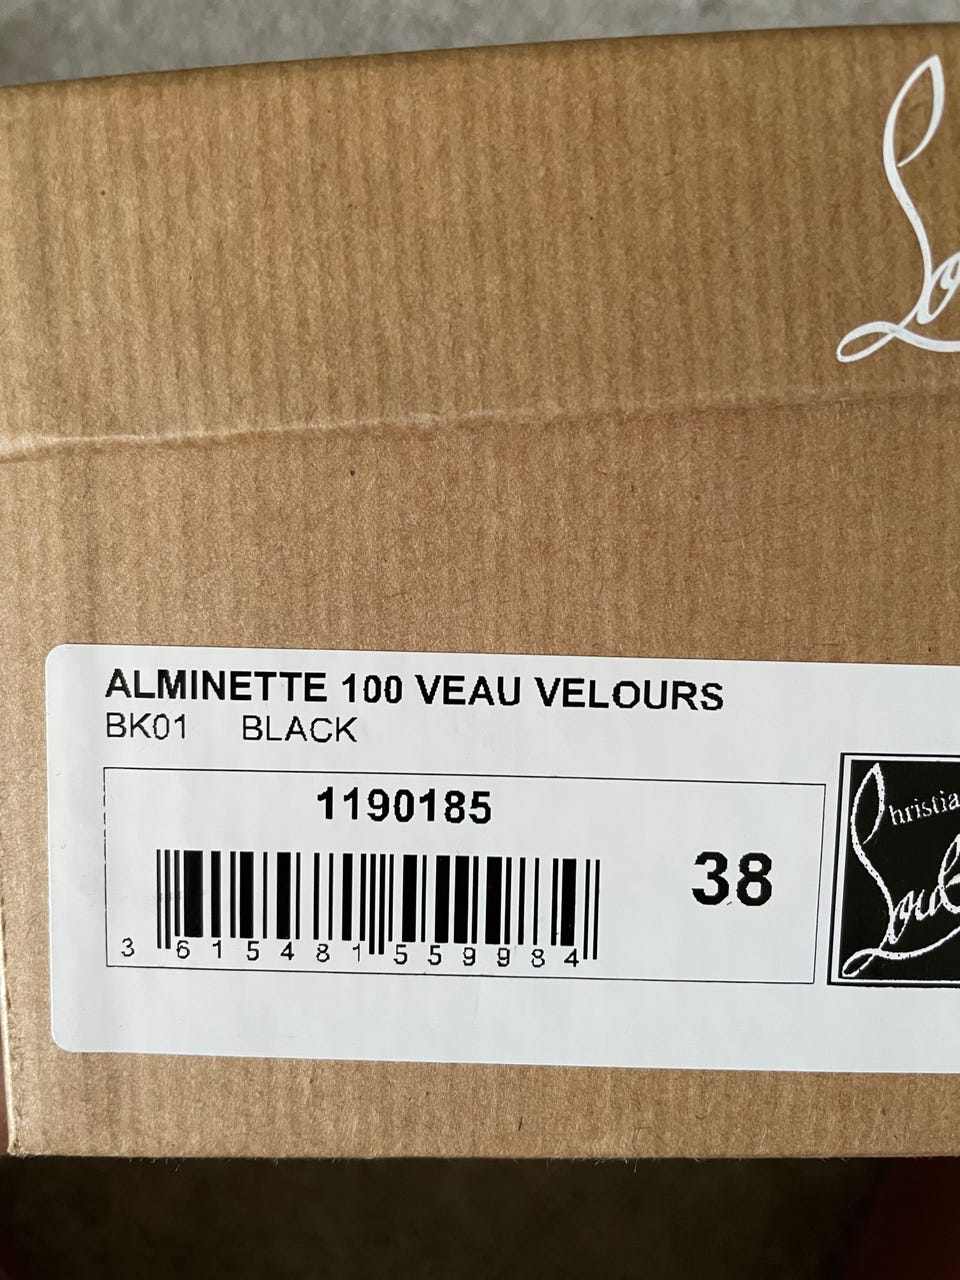 ALMINETTE 100 VEAU VELOURS
BK01 BLACK
1190185
38
3 615481 559984